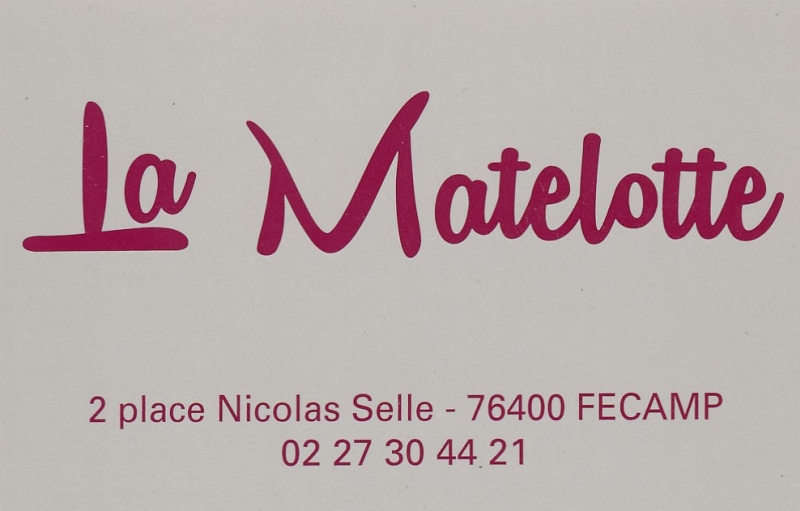 La Matelotte
2 place Nicolas Selle - 76400 FECAMP
02 27 30 44 21